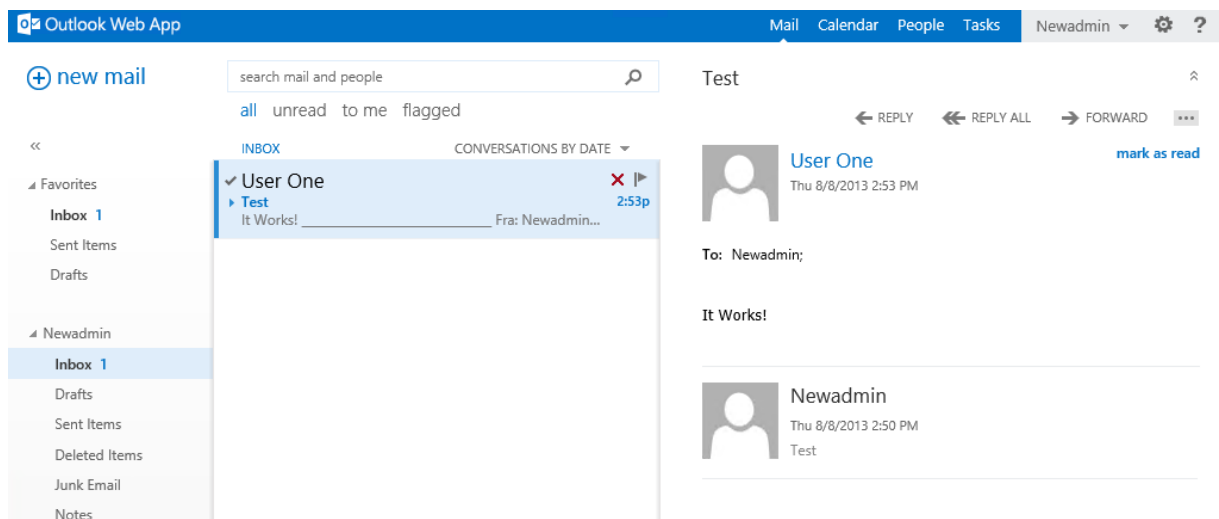 Outlook Web App
Mail Calendar People Tasks Newadmin ?
new mail
search mail and people
all unread to me flagged
INBOX CONVERSATIONS BY DATE
Favorites
Inbox 1
Sent Items
Drafts
Newadmin
Inbox 1
Drafts
Sent Items
Deleted Items
Junk Email
Notes
User One
Test 2:53p
It Works! ___________________________ Fra: Newadmin...
Test
REPLY REPLY ALL FORWARD ...
User One mark as read
Thu 8/8/2013 2:53 PM
To: Newadmin;
It Works!
Newadmin
Thu 8/8/2013 2:50 PM
Test